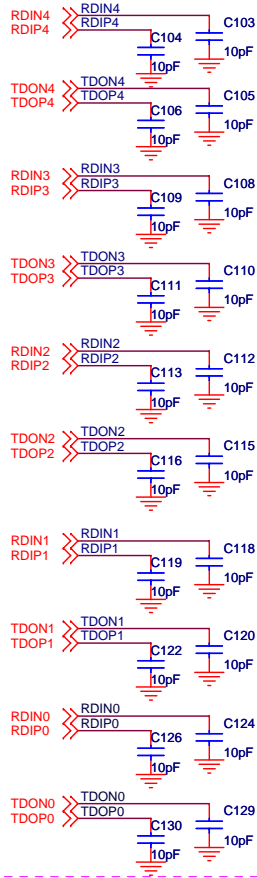 RDIN4 RDIN4 C103
RDIP4 RDIP4 C104
10pF 10pF
TDON4 TDON4 C105
TDOP4 TDOP4 C106
10pF 10pF
RDIN3 RDIN3 C108
RDIP3 RDIP3 C109
10pF 10pF
TDON3 TDON3 C110
TDOP3 TDOP3 C111
10pF 10pF
RDIN2 RDIN2 C112
RDIP2 RDIP2 C113
10pF 10pF
TDON2 TDON2 C115
TDOP2 TDOP2 C116
10pF 10pF
RDIN1 RDIN1 C118
RDIP1 RDIP1 C119
10pF 10pF
TDON1 TDON1 C120
TDOP1 TDOP1 C122
10pF 10pF
RDIN0 RDIN0 C124
RDIP0 RDIP0 C126
10pF 10pF
TDON0 TDON0 C129
TDOP0 TDOP0 C130
10pF 10pF